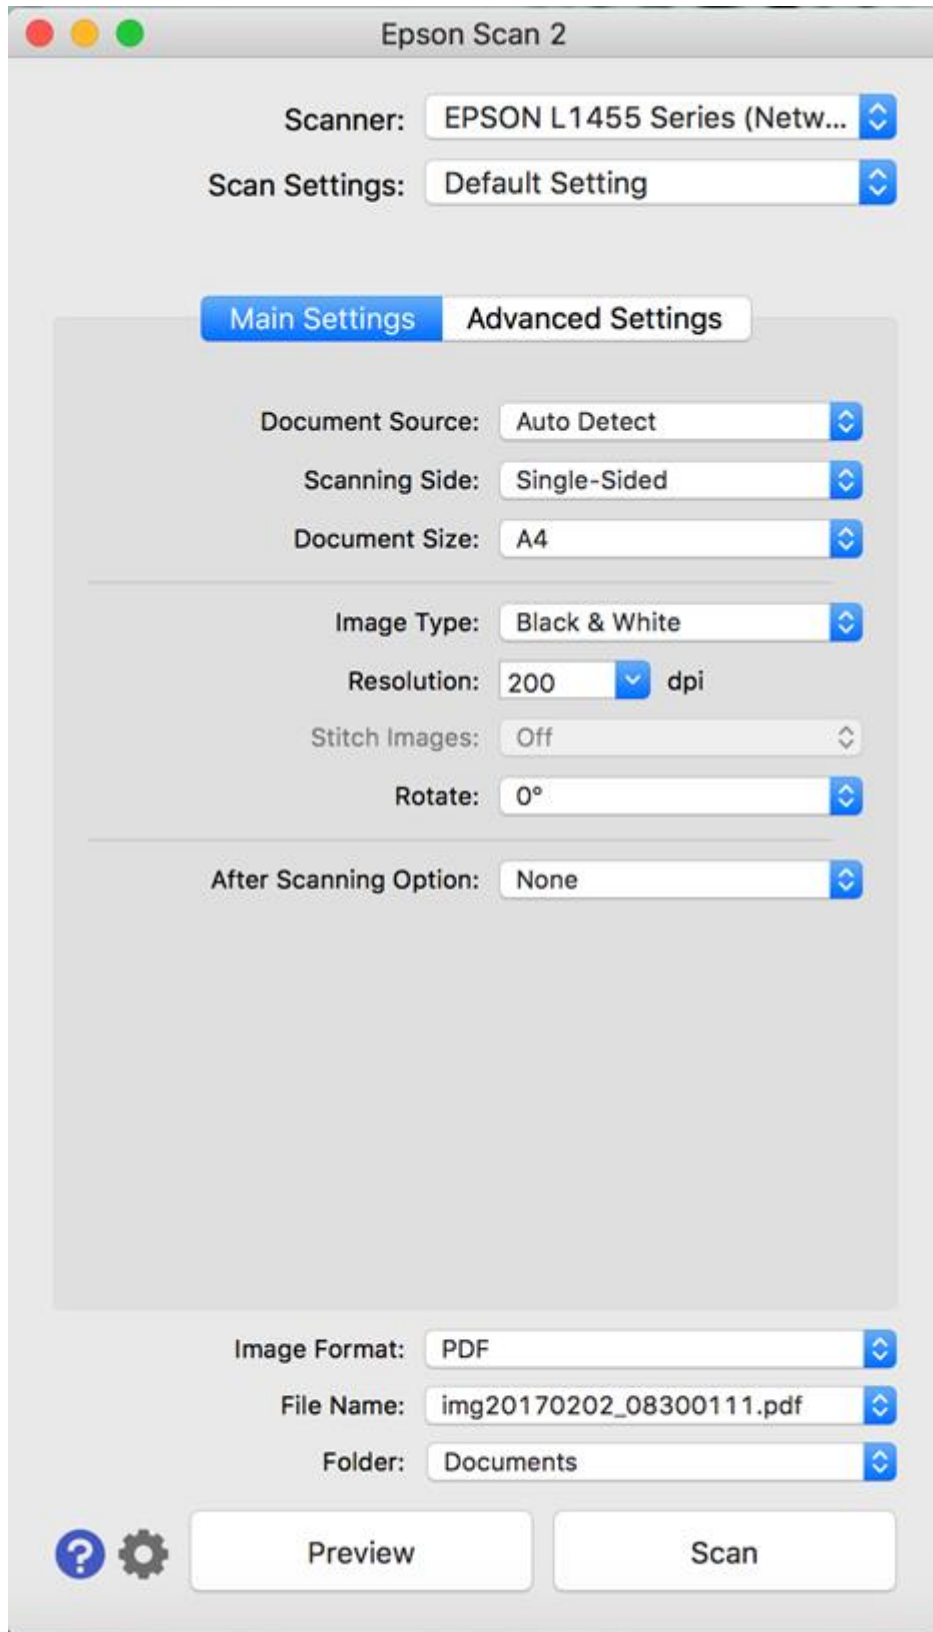 Epson Scan 2
Scanner: EPSON L1455 Series (Netw...
Scan Settings: Default Setting
Main Settings Advanced Settings
Document Source: Auto Detect
Scanning Side: Single-Sided
Document Size: A4
Image Type: Black & White
Resolution: 200 dpi
Stitch Images: Off
Rotate: 0°
After Scanning Option: None
Image Format: PDF
File Name: img20170202_08300111.pdf
Folder: Documents
? Preview Scan